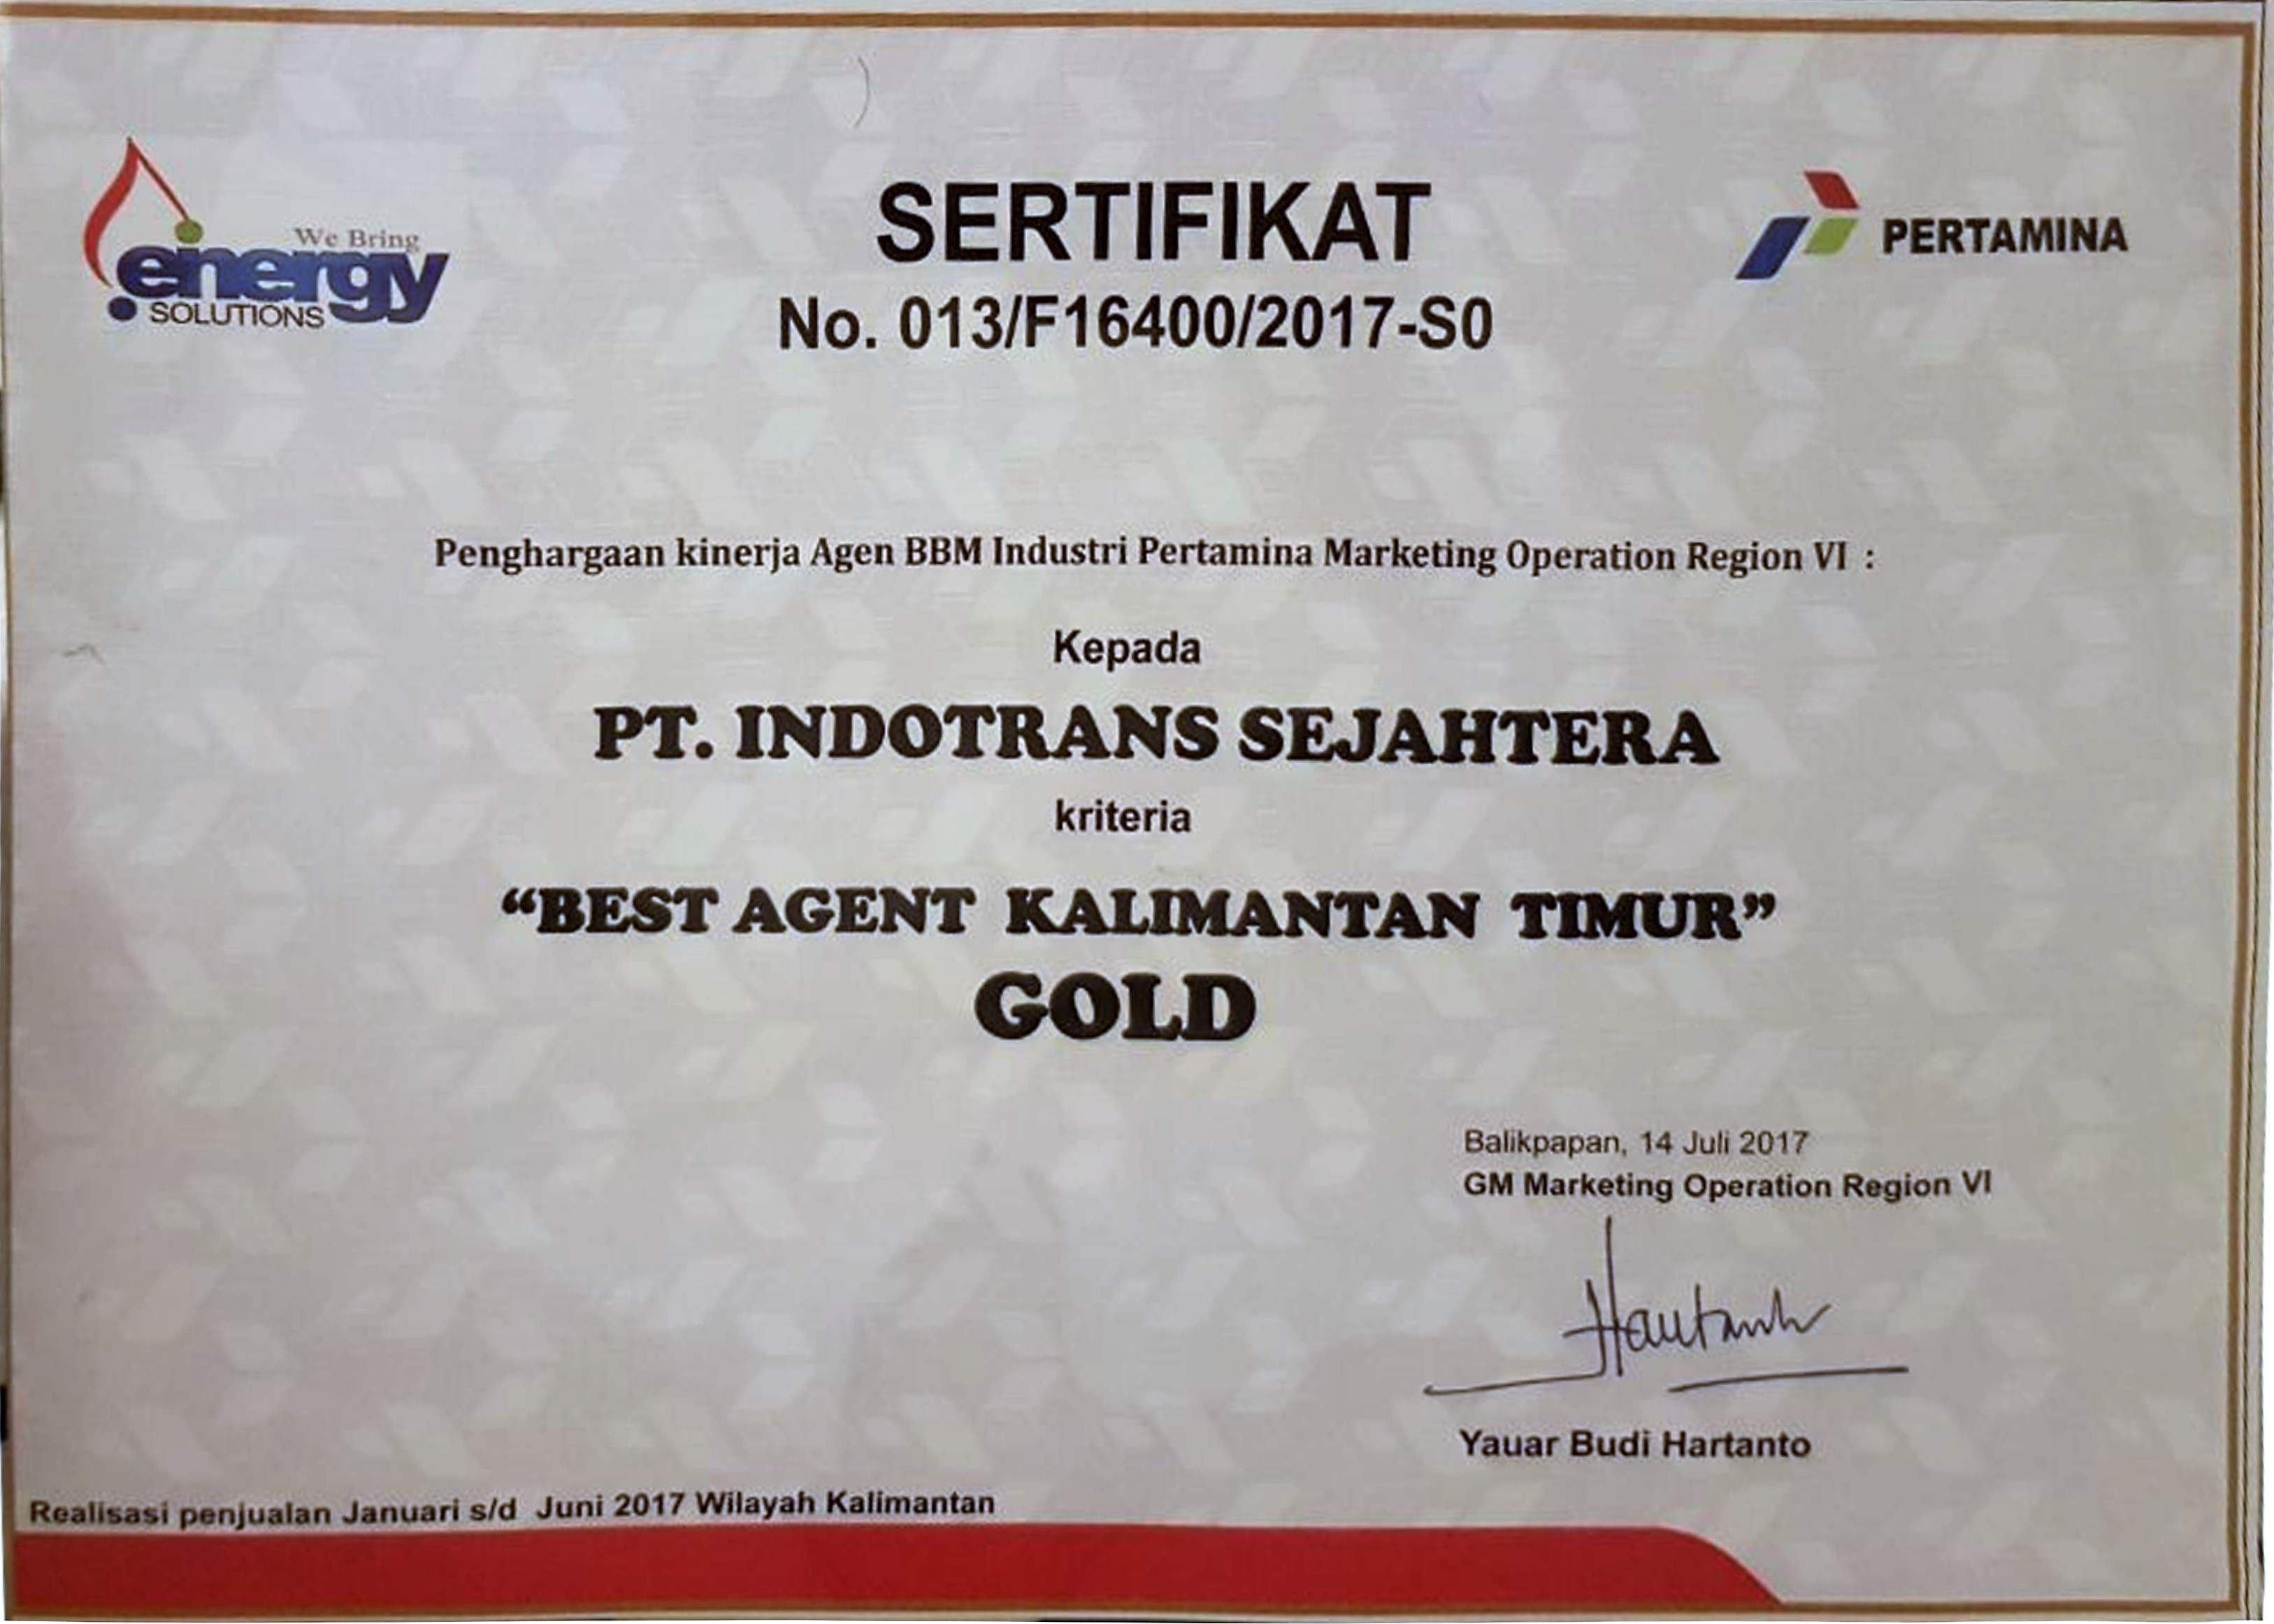 We Bring
energy
SOLUTIONS
SERTIFIKAT
PERTAMINA
No. 013/F16400/2017-S0
Penghargaan kinerja Agen BBM Industri Pertamina Marketing Operation Region VI :
Kepada
PT. INDOTRANS SEJAHTERA
kriteria
“BEST AGENT KALIMANTAN TIMUR”
GOLD
Balikpapan, 14 Juli 2017
GM Marketing Operation Region VI
Yauar Budi Hartanto
Realisasi penjualan Januari s/d Juni 2017 Wilayah Kalimantan